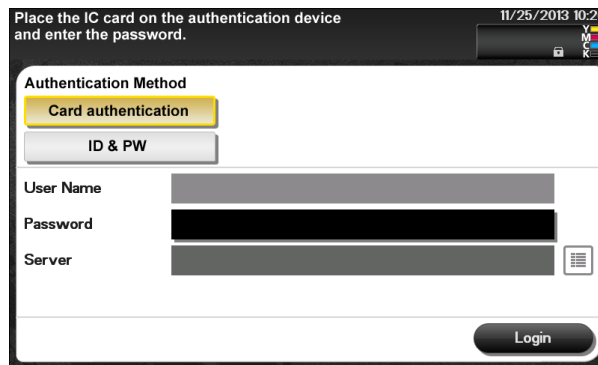 Place the IC card on the authentication device
and enter the password.
11/25/2013 10:2
Y
M
C
K
Authentication Method
Card authentication
ID & PW
User Name
Password
Server
Login